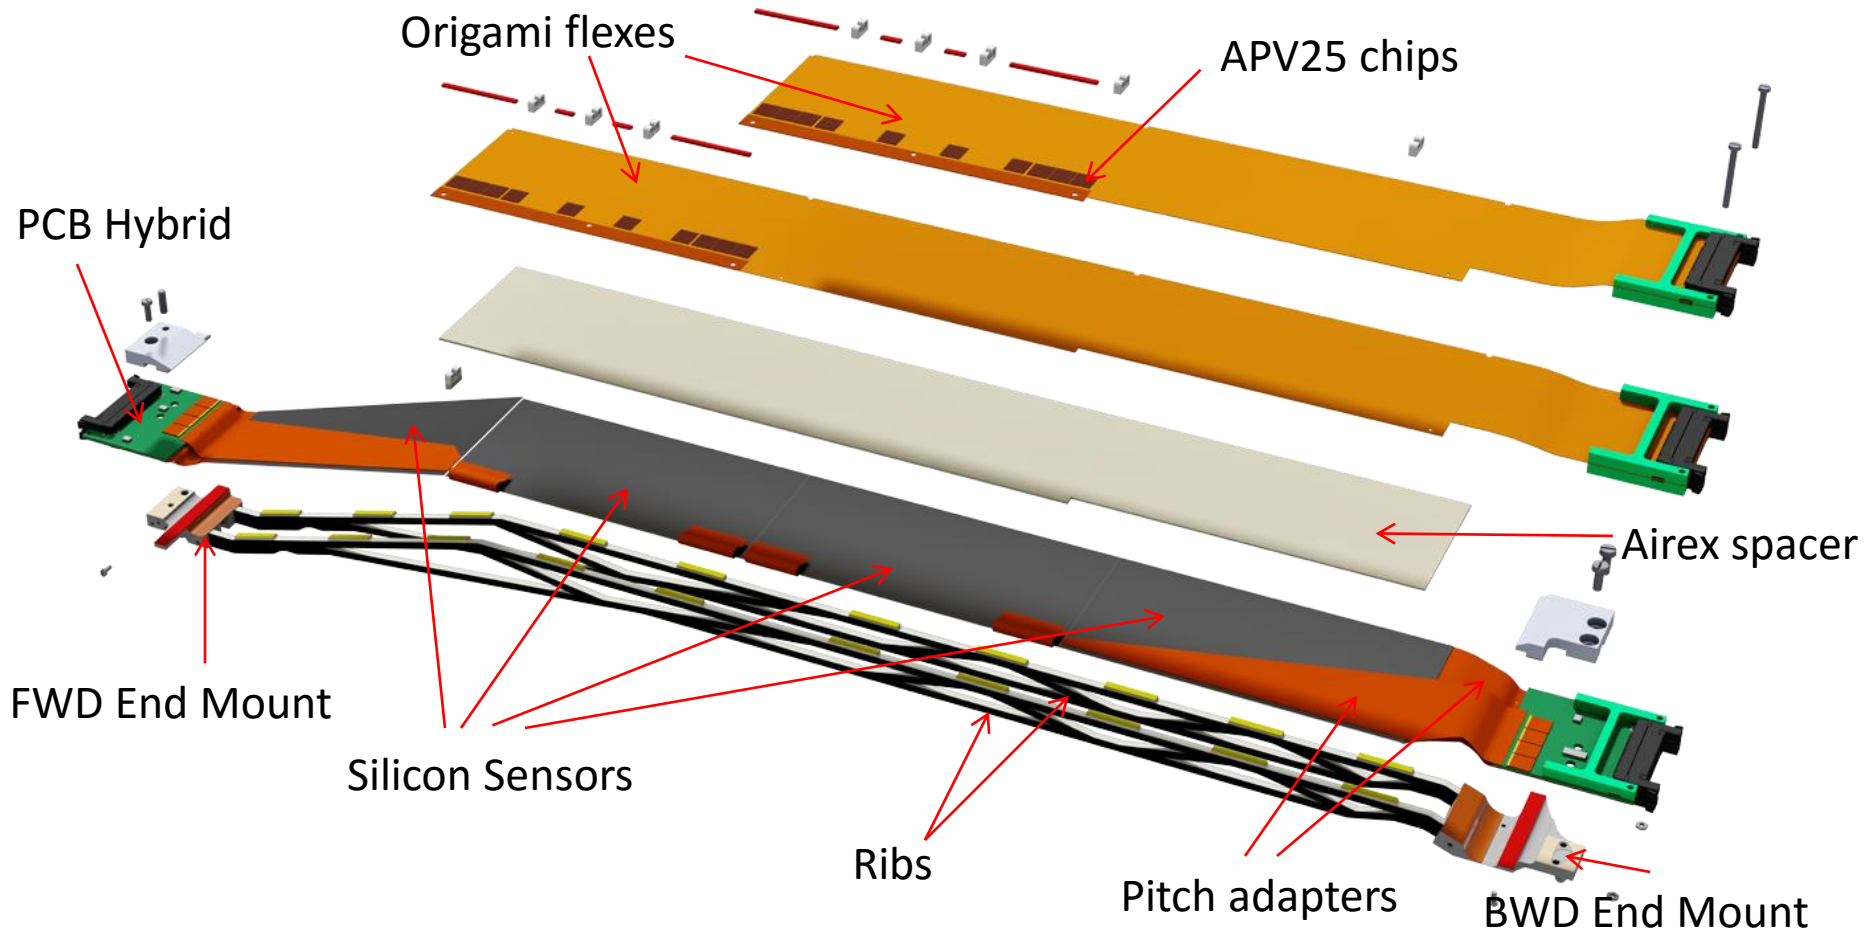 Origami flexes
APV25 chips
PCB Hybrid
Airex spacer
FWD End Mount
Silicon Sensors
Ribs
Pitch adapters
BWD End Mount